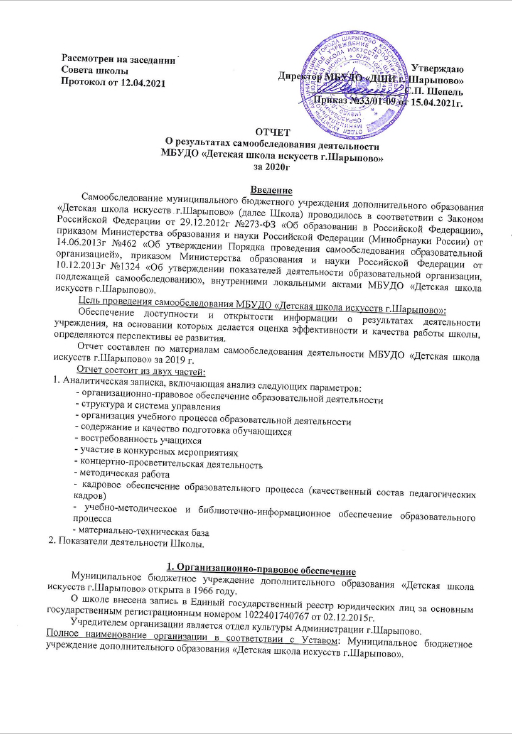 Рассмотрен на заседании
Совета школы
Протокол от 12.04.2021
Утверждаю
Директор МБУДО «ДШИ г. Шарыпово»
С.П. Шепель
Приказ №33/01-09 от 15.04.2021г.
ОТЧЕТ
О результатах самообследования деятельности
МБУДО «Детская школа искусств г.Шарыпово»
за 2020г
Введение
Самообследование муниципального бюджетного учреждения дополнительного образования
«Детская школа искусств г.Шарыпово» (далее Школа) проводилось в соответствии с Законом
Российской Федерации от 29.12.2012г №273-ФЗ «Об образовании в Российской Федерации»,
приказом Министерства образования и науки Российской Федерации (Минобрнауки России) от
14.06.2013г №462 «Об утверждении Порядка проведения самообследования образовательной
организацией», приказом Министерства образования и науки Российской Федерации от
10.12.2013г №1324 «Об утверждении показателей деятельности образовательной организации,
подлежащей самообследованию», внутренними локальными актами МБУДО «Детская школа
искусств г.Шарыпово».
Цель проведения самообследования МБУДО «Детская школа искусств г.Шарыпово»:
Обеспечение доступности и открытости информации о результатах деятельности
учреждения, на основании которых делается оценка эффективности и качества работы школы,
определяются перспективы ее развития.
Отчет составлен по материалам самообследования деятельности МБУДО «Детская школа
искусств г.Шарыпово» за 2019 г.
Отчет состоит из двух частей:
1. Аналитическая записка, включающая анализ следующих параметров:
- организационно-правовое обеспечение образовательной деятельности
- структура и система управления
- организация учебного процесса образовательной деятельности
- содержание и качество подготовка обучающихся
- востребованность учащихся
- участие в конкурсных мероприятиях
- концертно-просветительская деятельность
- методическая работа
- кадровое обеспечение образовательного процесса (качественный состав педагогических
кадров)
- учебно-методическое и библиотечно-информационное обеспечение образовательного
процесса
- материально-техническая база
2. Показатели деятельности Школы.
1. Организационно-правовое обеспечение
Муниципальное бюджетное учреждение дополнительного образования «Детская школа
искусств г.Шарыпово» открыта в 1966 году.
О школе внесена запись в Единый государственный реестр юридических лиц за основным
государственным регистрационным номером 1022401740767 от 02.12.2015г.
Учредителем организации является отдел культуры Администрации г.Шарыпово.
Полное наименование организации в соответствии с Уставом: Муниципальное бюджетное
учреждение дополнительного образования «Детская школа искусств г.Шарыпово».